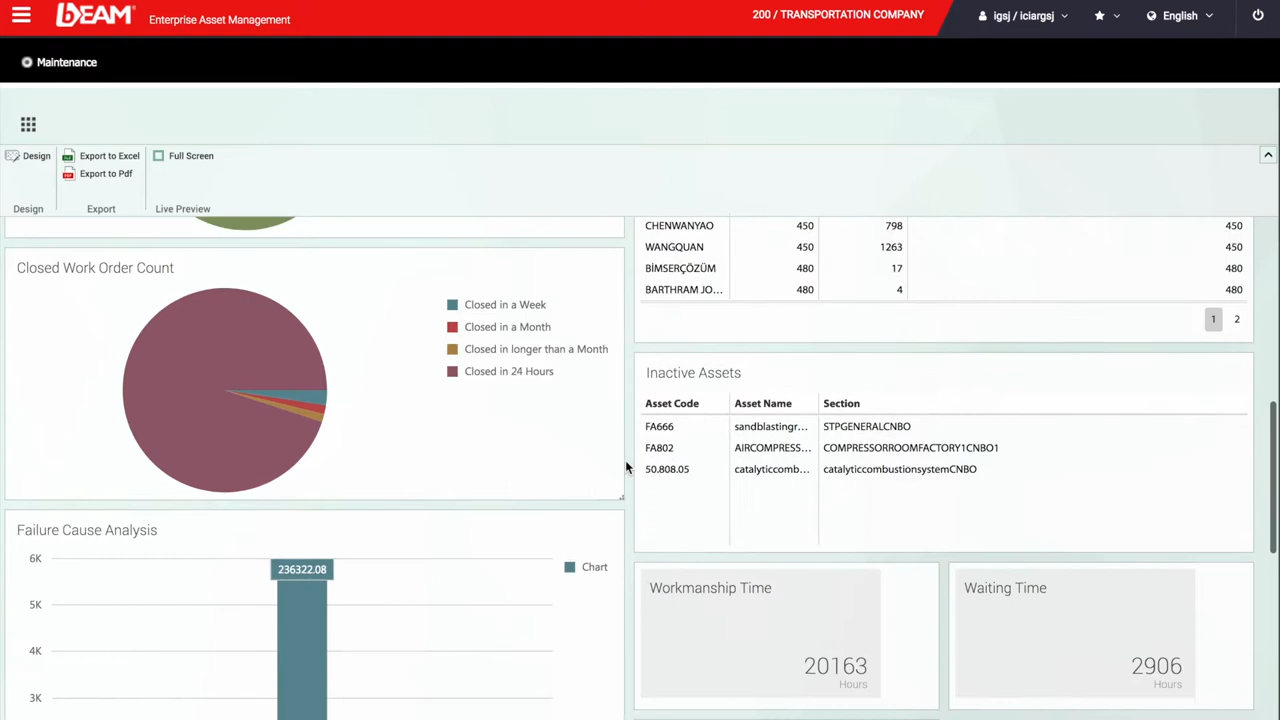 bEAM
Enterprise Asset Management
200 / TRANSPORTATION COMPANY
igsj / iciargsj
English
Maintenance
Design
Export to Excel
Export to Pdf
Full Screen
Design
Export
Live Preview
Closed Work Order Count
Closed in a Week
Closed in a Month
Closed in longer than a Month
Closed in 24 Hours
Failure Cause Analysis
6K
5K
4K
3K
236322.08
Chart
CHENWANYAO 450 798 450
WANGQUAN 450 1263 450
BİMSERÇÖZÜM 480 17 480
BARTHRAM JO... 480 4 480
1 2
Inactive Assets
Asset Code Asset Name Section
FA666 sandblastingr... STPGENERALCNBO
FA802 AIRCOMPRESS... COMPRESSORROOMFACTORY1CNBO1
50.808.05 catalyticcomb... catalyticcombustionsystemCNBO
Workmanship Time
20163
Hours
Waiting Time
2906
Hours